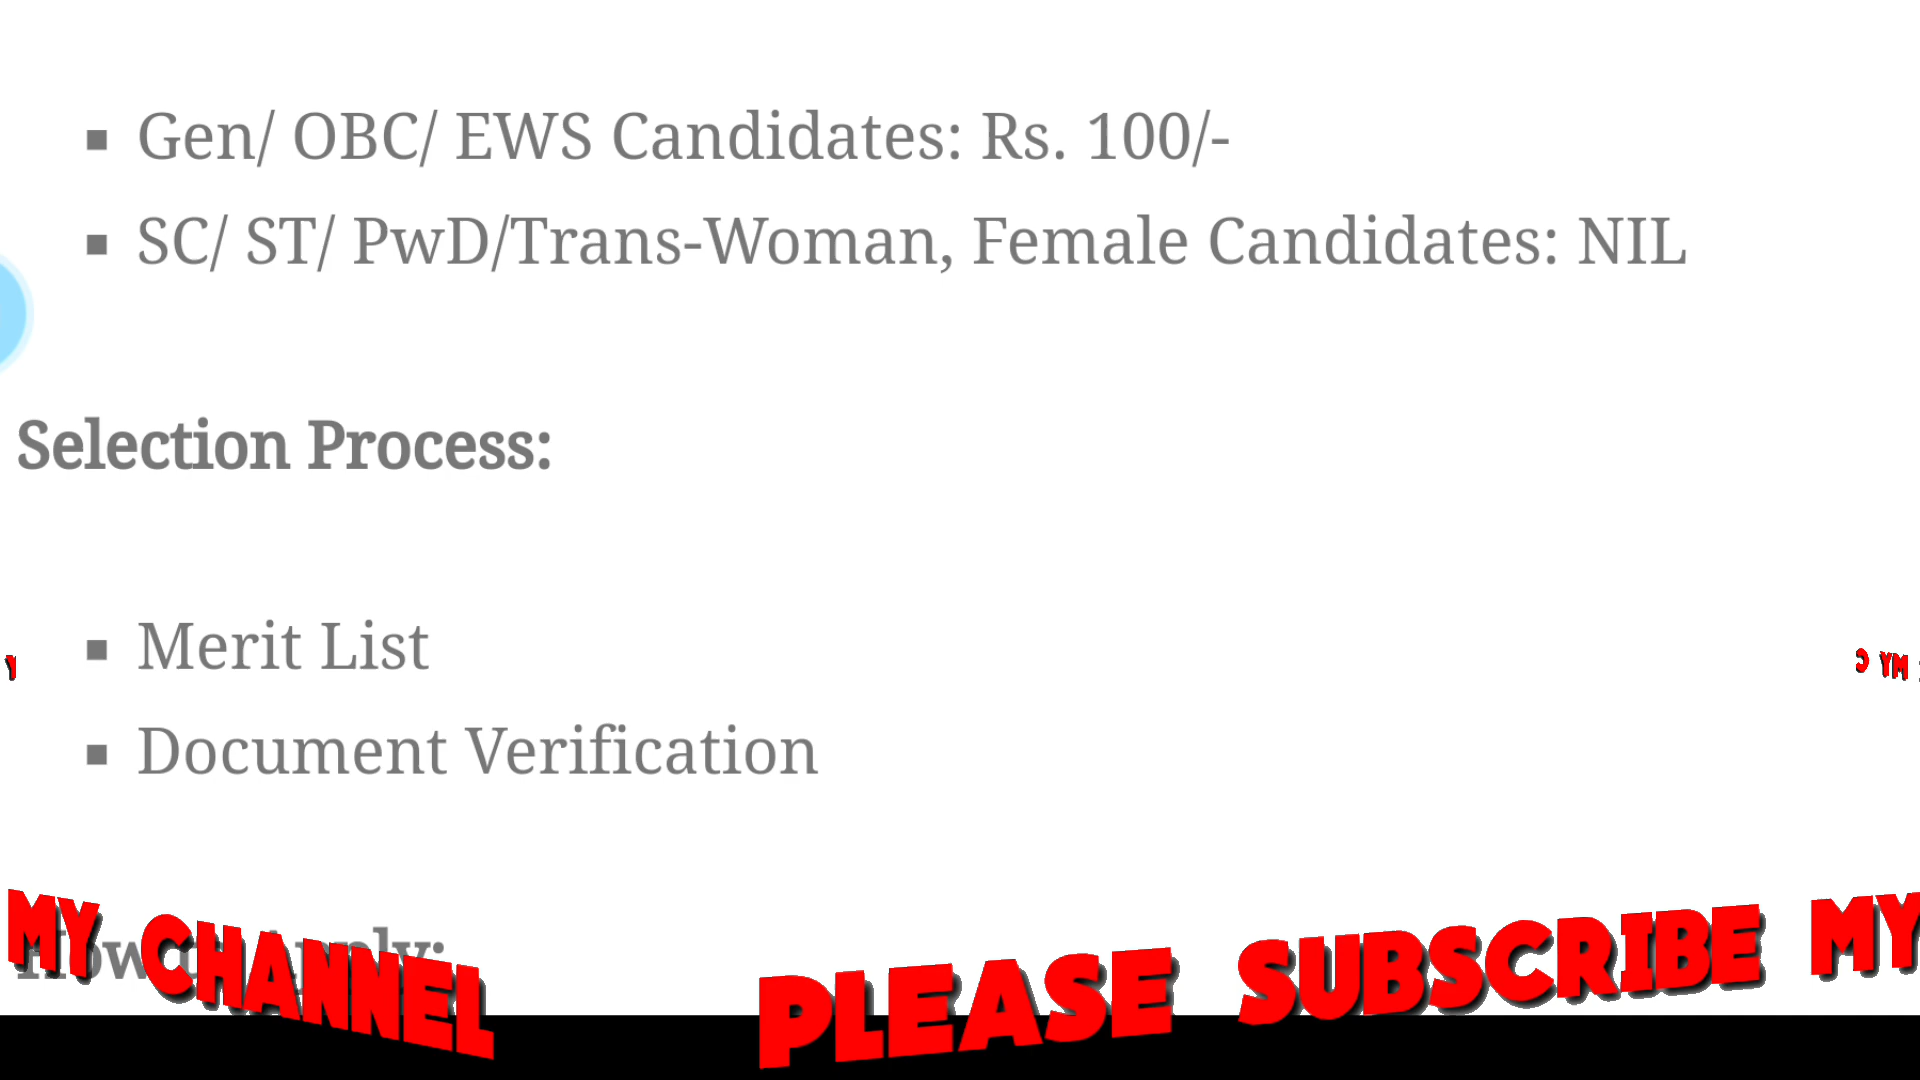 Gen/ OBC/ EWS Candidates: Rs. 100/-
SC/ ST/ PwD/Trans-Woman, Female Candidates: NIL
Selection Process:
Merit List
Document Verification
MY CHANNEL
PLEASE SUBSCRIBE MY